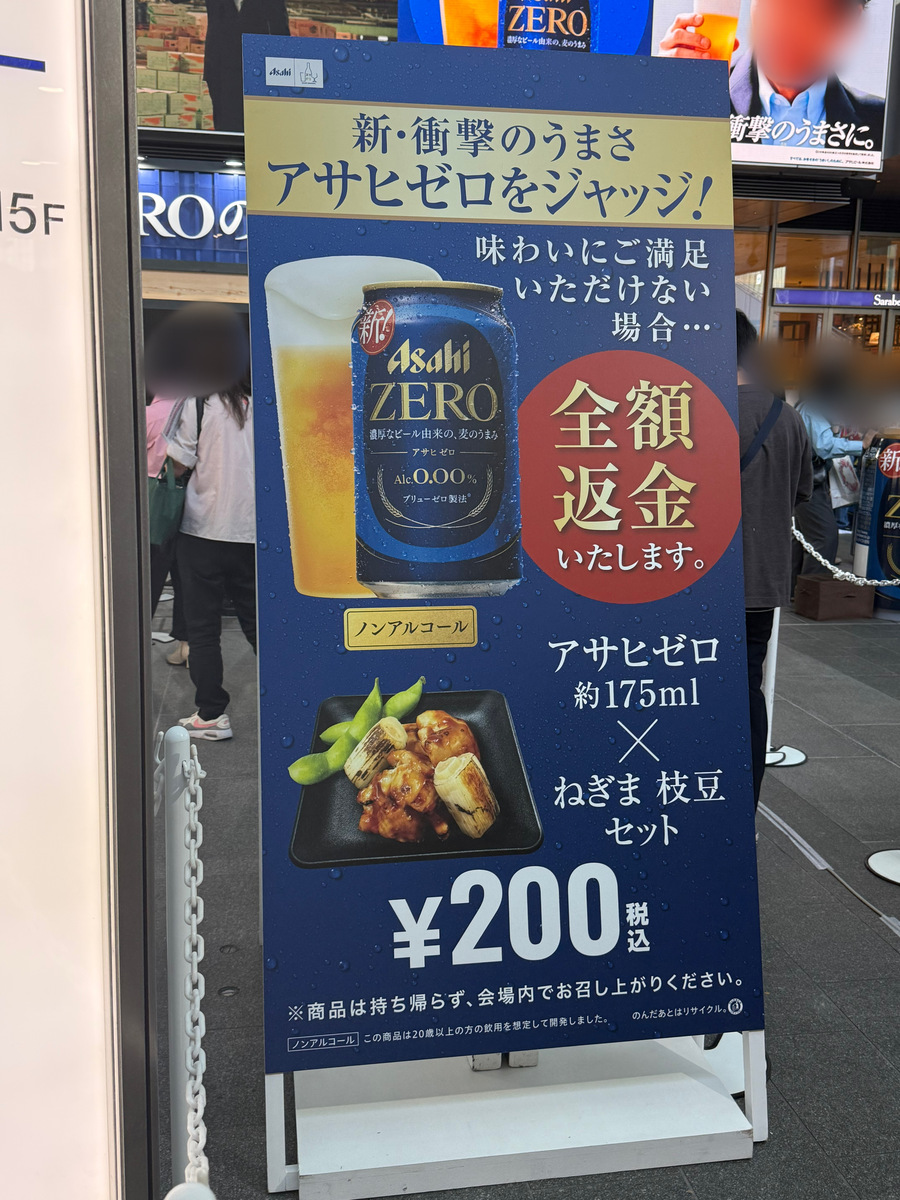 ZERO
濃厚なビール由来の、麦のうまみ
衝撃のうまさに。
15F
ROの
Sarabe
Asahi
新・衝撃のうまさ
アサヒゼロをジャッジ!
味わいにご満足
いただけない
場合…
全額
返金
いたします。
新!
Asahi
ZERO
濃厚なビール由来の、麦のうまみ
アサヒゼロ
Alc.0.00%
ブリューゼロ製法
ノンアルコール
アサヒゼロ
約175ml
×
ねぎま 枝豆
セット
¥200税込
※商品は持ち帰らず、会場内でお召し上がりください。
ノンアルコール この商品は20歳以上の方の飲用を想定して開発しました。 のんだあとはリサイクル。
新